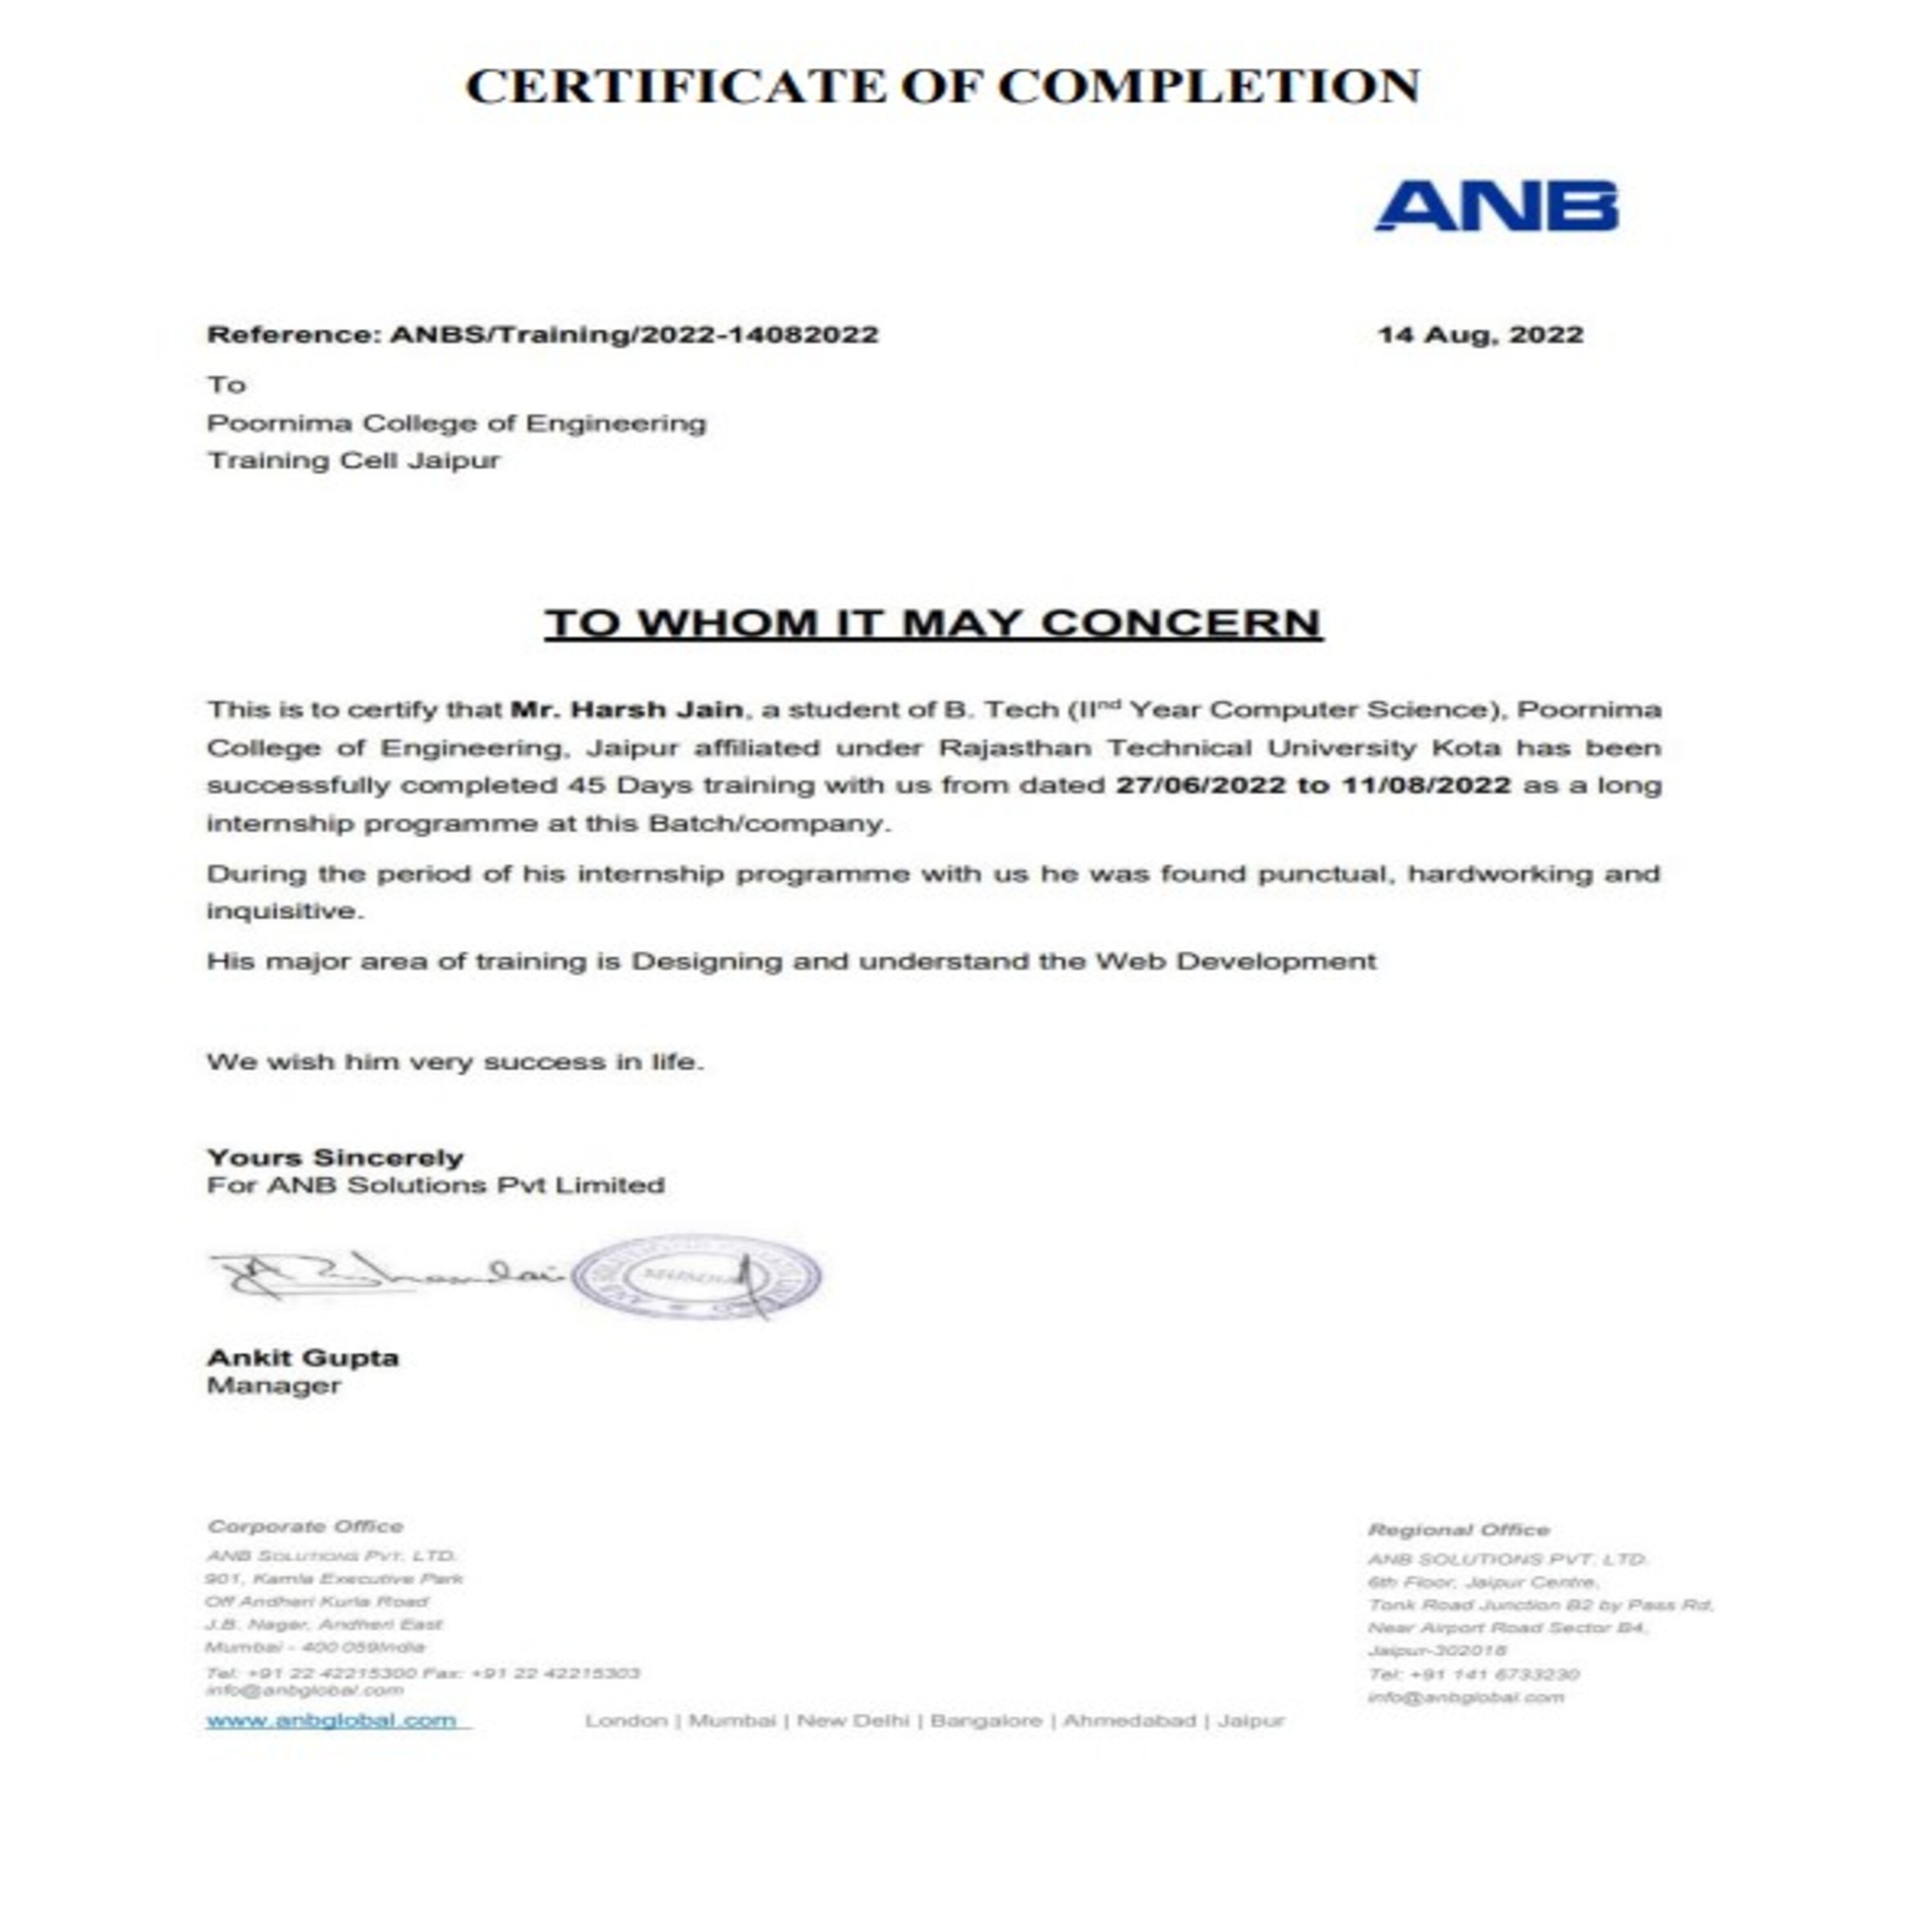 CERTIFICATE OF COMPLETION
ANB
Reference: ANBS/Training/2022-14082022
14 Aug, 2022
To
Poornima College of Engineering
Training Cell Jaipur
TO WHOM IT MAY CONCERN
This is to certify that Mr. Harsh Jain, a student of B. Tech (IInd Year Computer Science), Poornima
College of Engineering, Jaipur affiliated under Rajasthan Technical University Kota has been
successfully completed 45 Days training with us from dated 27/06/2022 to 11/08/2022 as a long
internship programme at this Batch/company.
During the period of his internship programme with us he was found punctual, hardworking and
inquisitive.
His major area of training is Designing and understand the Web Development
We wish him very success in life.
Yours Sincerely
For ANB Solutions Pvt Limited
Ankit Gupta
Manager
Corporate Office
ANB SOLUTIONS PVT. LTD.
901, Kamla Executive Park
Off Andheri Kurla Road
J.B. Nagar, Andheri East
Mumbai - 400 059India
Tel: +91 22 42215300 Fax: +91 22 42215303
info@anbglobal.com
www.anbglobal.com
London | Mumbai | New Delhi | Bangalore | Ahmedabad | Jaipur
Regional Office
ANB SOLUTIONS PVT. LTD.
6th Floor, Jaipur Centre,
Tonk Road Junction B2 by Pass Rd,
Near Airport Road Sector B4,
Jaipur-302018
Tel: +91 141 6733230
info@anbglobal.com